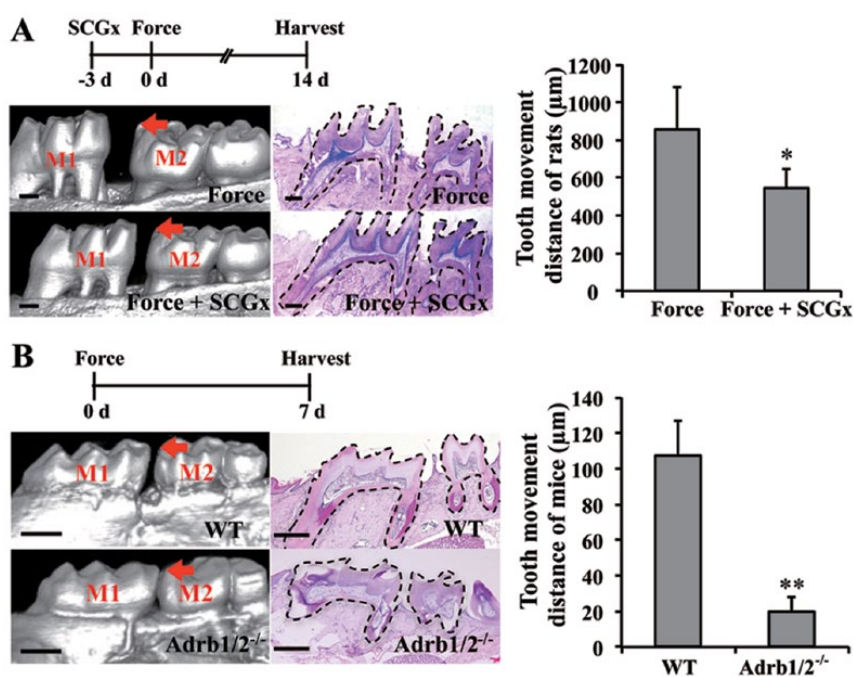 A
SCGx Force Harvest
-3 d 0 d 14 d
M1 M2
Force
Force
M1 M2
Force + SCGx
Force + SCGx
Tooth movement
distance of rats (μm)
1200
1000
800
600
400
200
0
*
Force Force + SCGx
B
Force Harvest
0 d 7 d
M1 M2
WT
WT
M1 M2
Adrb1/2-/-
Adrb1/2-/-
Tooth movement
distance of mice (μm)
140
120
100
80
60
40
20
0
**
WT Adrb1/2-/-